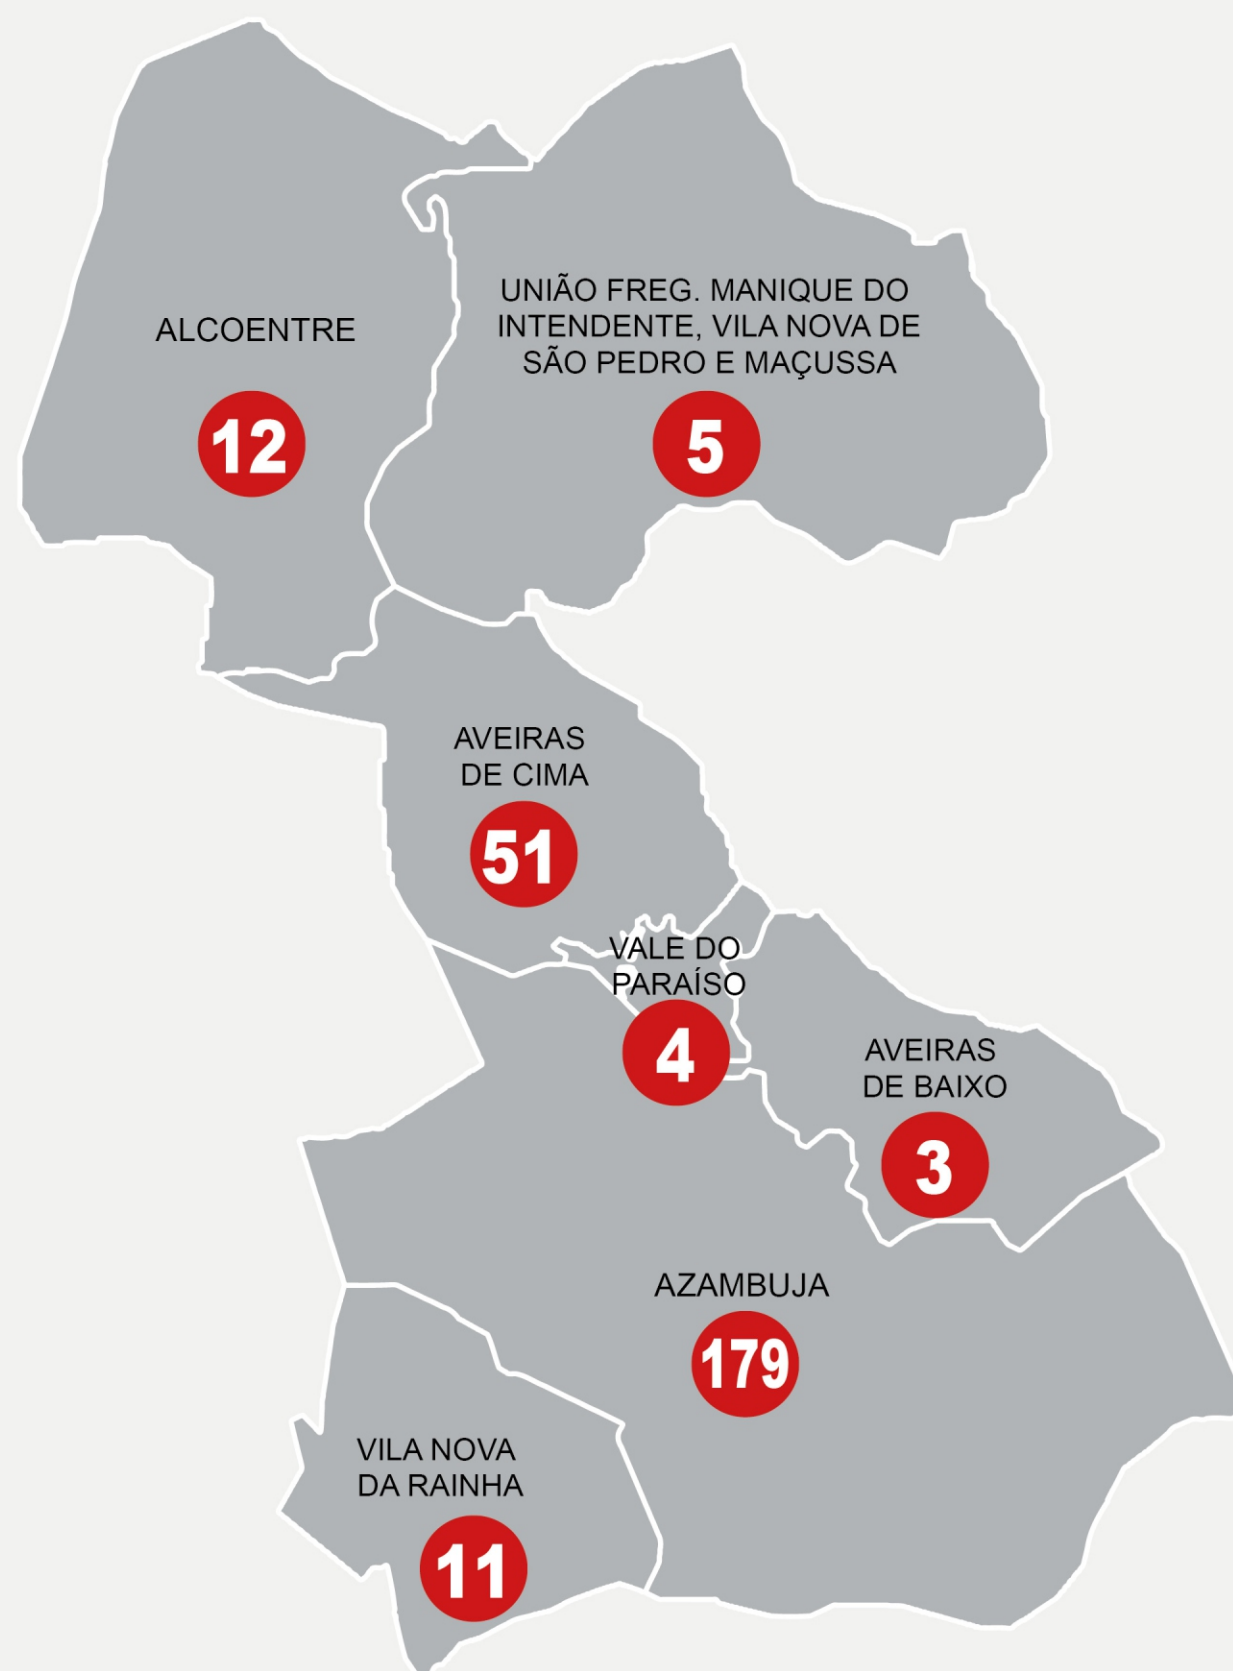 ALCOENTRE
12
UNIÃO FREG. MANIQUE DO
INTENDENTE, VILA NOVA DE
SÃO PEDRO E MAÇUSSA
5
AVEIRAS
DE CIMA
51
VALE DO
PARAÍSO
4
AVEIRAS
DE BAIXO
3
AZAMBUJA
179
VILA NOVA
DA RAINHA
11